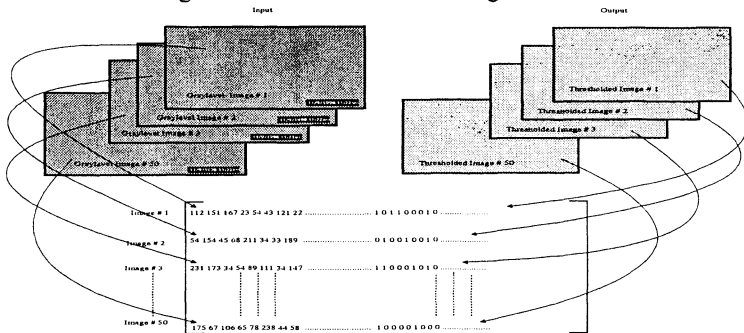 Input
Output
Graylevel Image # 1
Graylevel Image # 2
Graylevel Image # 3
Graylevel Image # 50
Thresholded Image # 1
Thresholded Image # 2
Thresholded Image # 3
Thresholded Image # 50
Image # 1 112 151 167 23 54 43 121 22 .................... 1 0 1 1 0 0 0 1 0 ................
Image # 2 54 154 45 68 211 34 33 189 .................... 0 1 0 0 1 0 0 1 0 ................
Image # 3 231 173 34 54 89 111 34 147 .................... 1 1 0 0 0 1 0 1 0 ................
Image # 50 175 67 106 65 78 238 44 58 .................... 1 0 0 0 0 1 0 0 0 ................